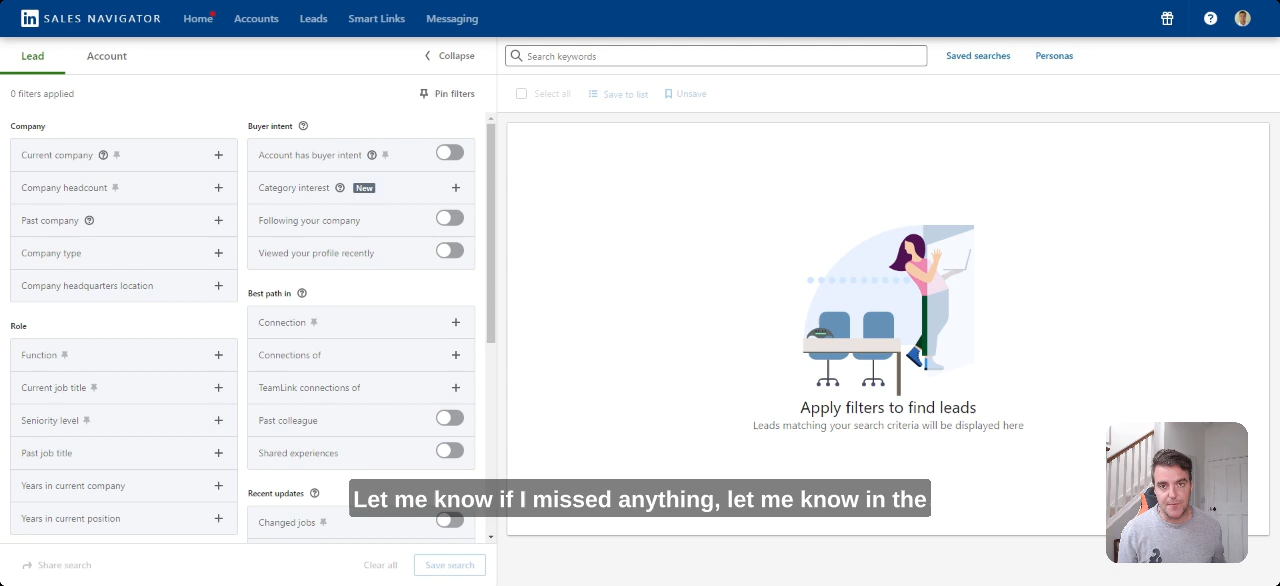 in SALES NAVIGATOR
Home
Accounts
Leads
Smart Links
Messaging
Lead
Account
Collapse
Search keywords
Saved searches
Personas
0 filters applied
Pin filters
Select all
Save to list
Unsave
Company
Current company
Company headcount
Past company
Company type
Company headquarters location
Role
Function
Current job title
Seniority level
Past job title
Years in current company
Years in current position
Buyer intent
Account has buyer intent
Category interest New
Following your company
Viewed your profile recently
Best path in
Connection
Connections of
TeamLink connections of
Past colleague
Shared experiences
Recent updates
Changed jobs
Apply filters to find leads
Leads matching your search criteria will be displayed here
Let me know if I missed anything, let me know in the
Share search
Clear all
Save search